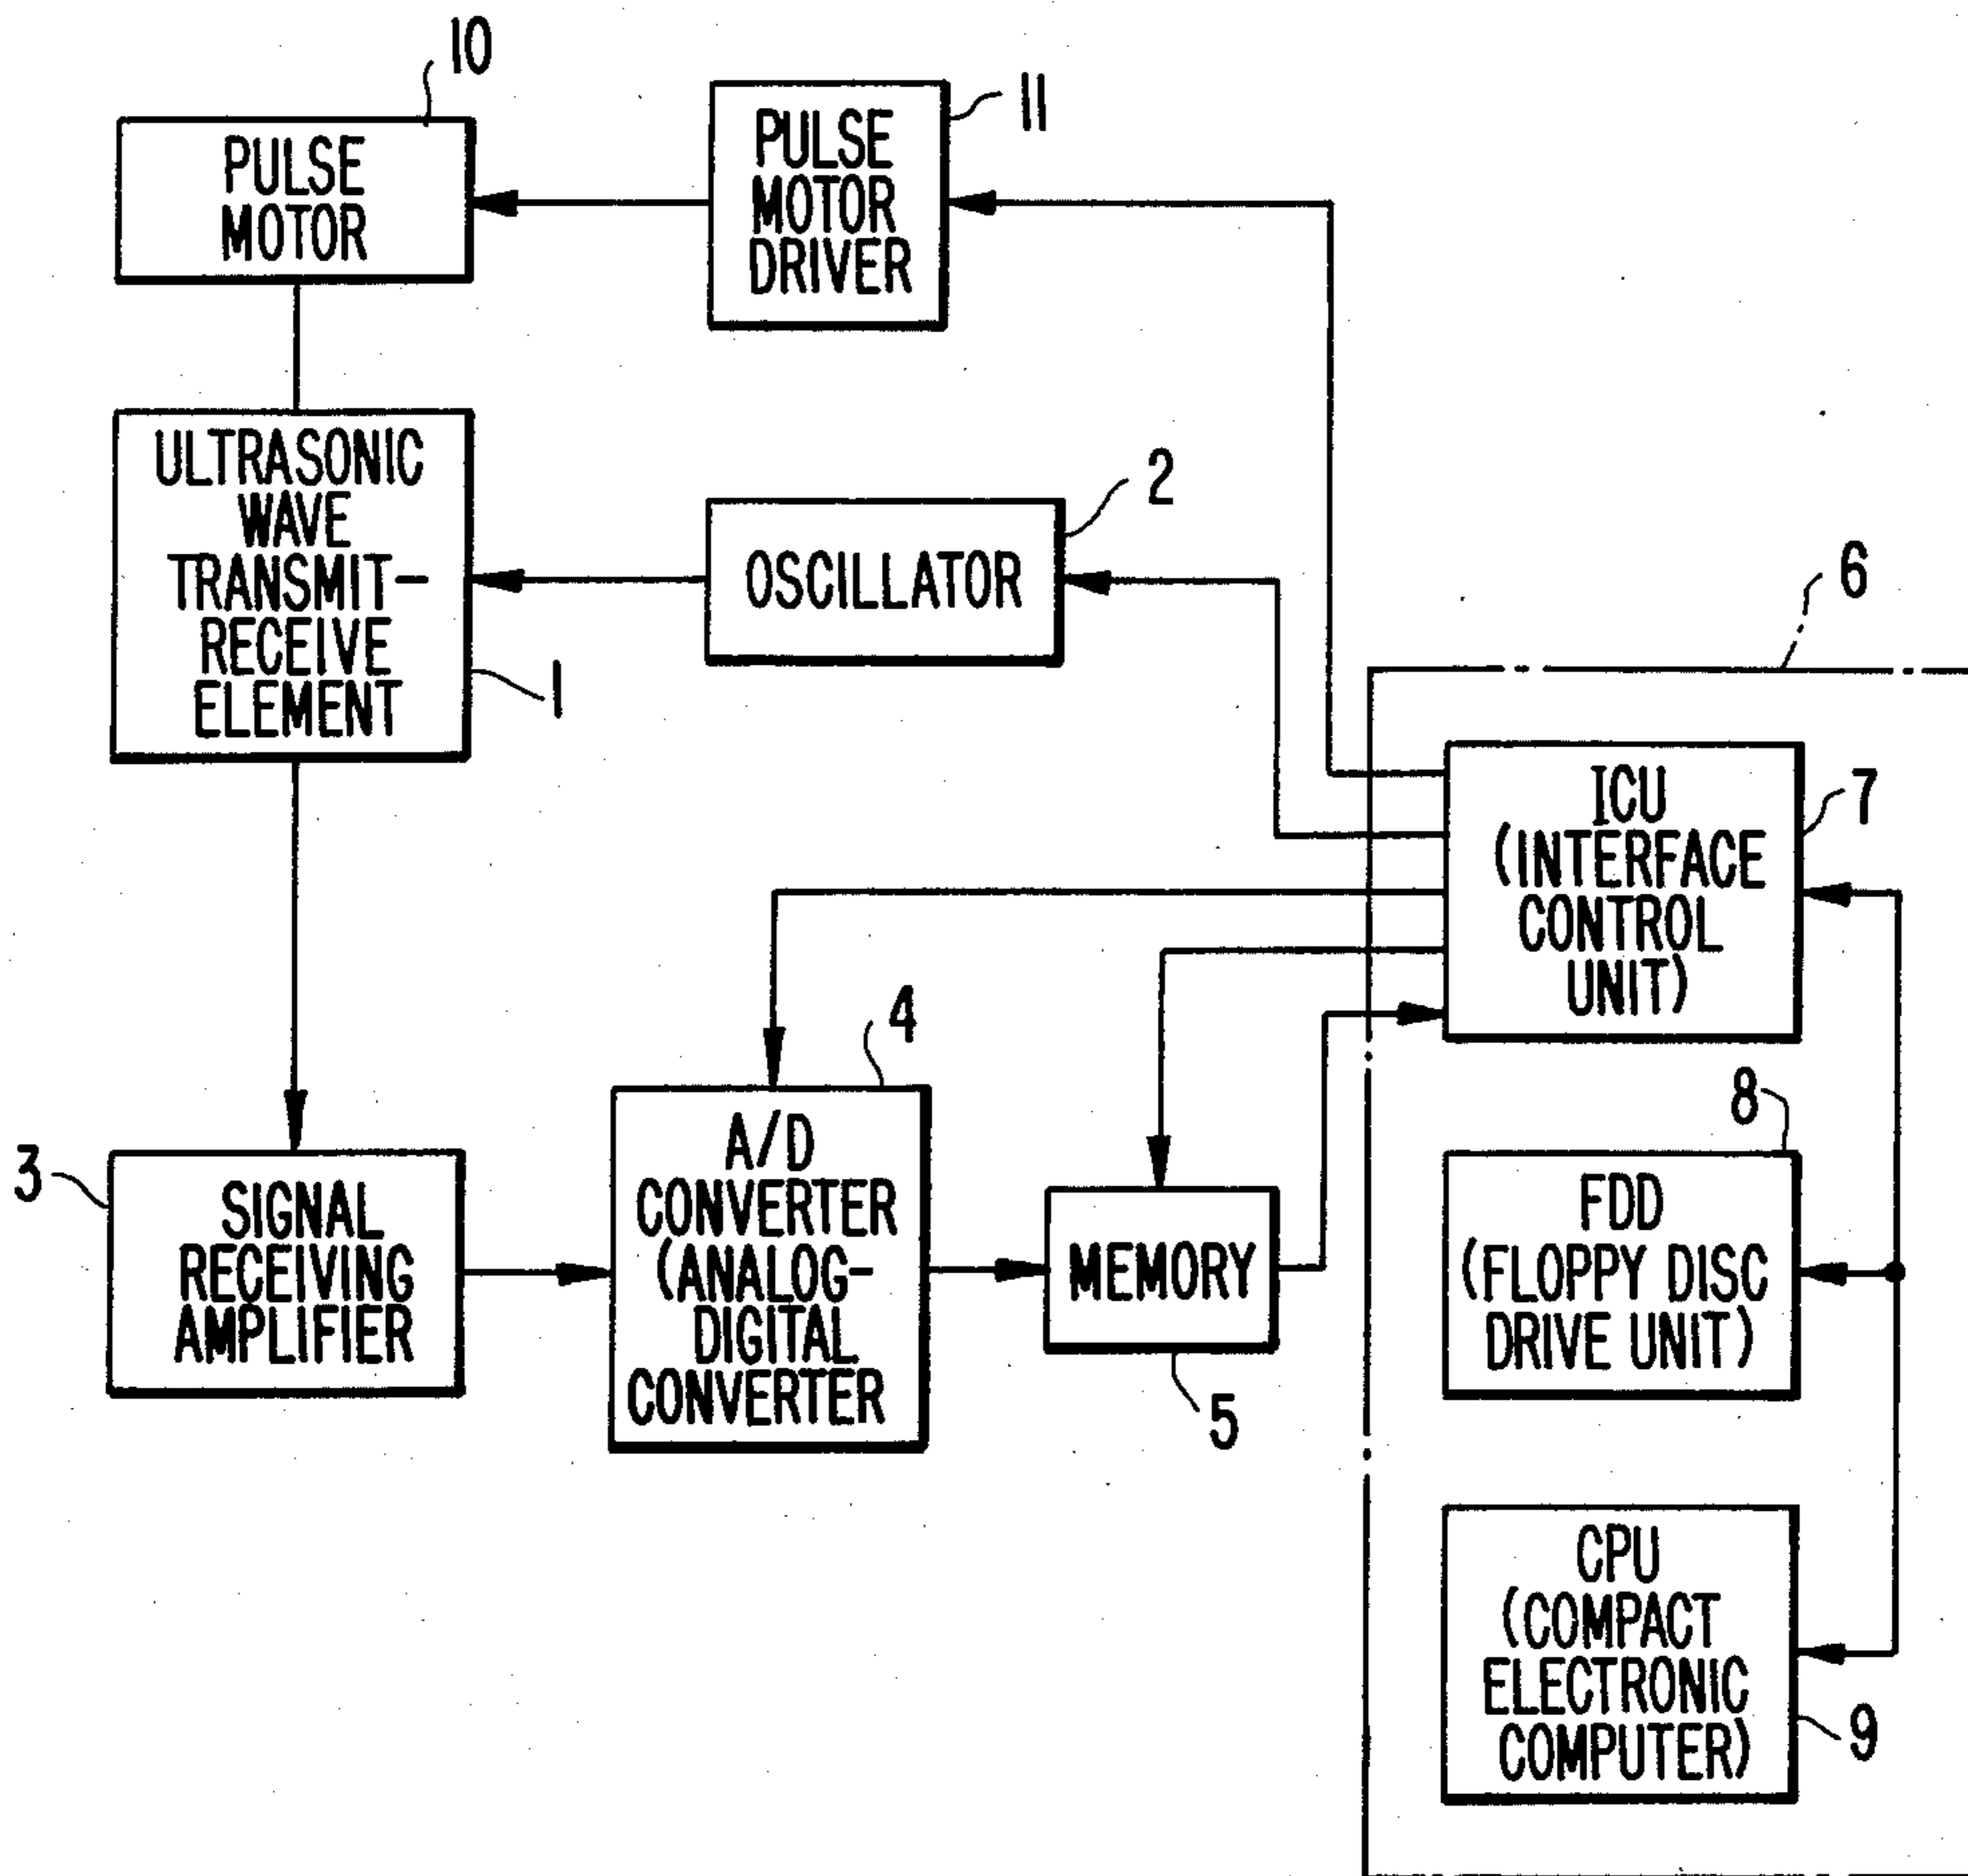 10
PULSE
MOTOR
11
PULSE
MOTOR
DRIVER
ULTRASONIC
WAVE
TRANSMIT-
RECEIVE
ELEMENT
1
2
OSCILLATOR
6
ICU
(INTERFACE
CONTROL
UNIT)
7
3
SIGNAL
RECEIVING
AMPLIFIER
4
A/D
CONVERTER
(ANALOG-
DIGITAL
CONVERTER
MEMORY
5
8
FDD
(FLOPPY DISC
DRIVE UNIT)
CPU
(COMPACT
ELECTRONIC
COMPUTER)
9